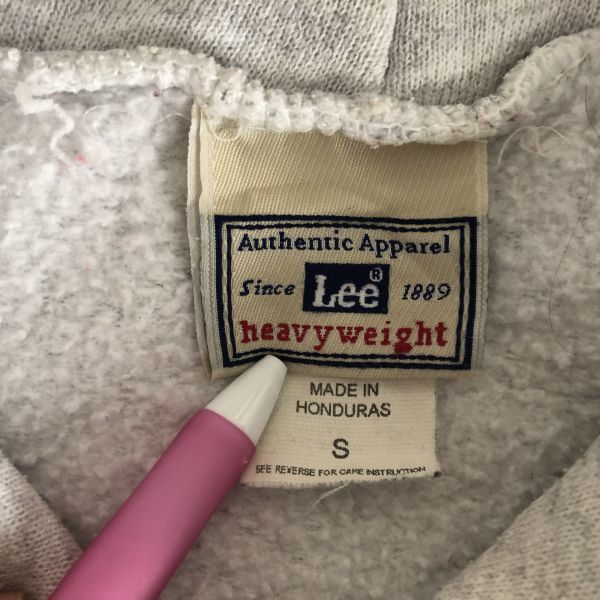 Authentic Apparel
Since Lee® 1889
heavyweight
MADE IN
HONDURAS
S
SEE REVERSE FOR CARE INSTRUCTION